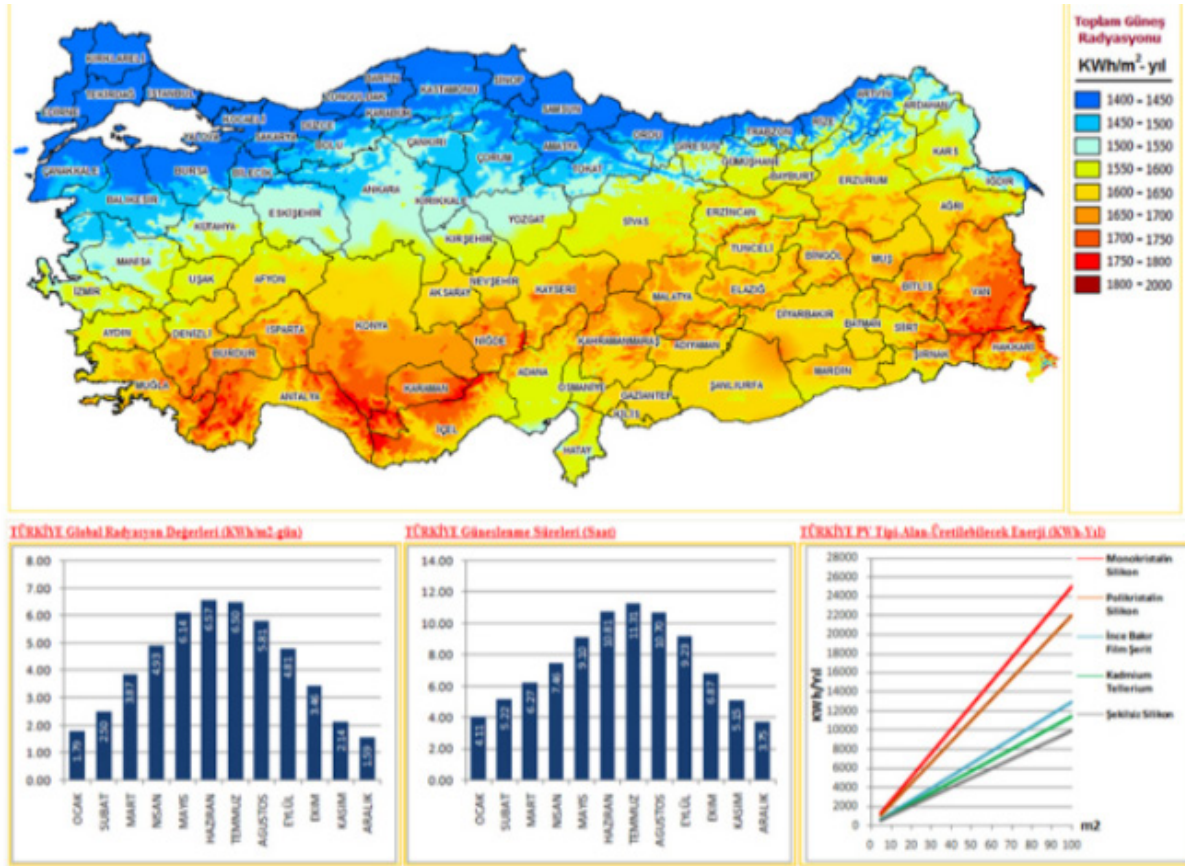 KIRKLARELİ
EDİRNE
TEKİRDAĞ
İSTANBUL
KOCAELİ
YALOVA
SAKARYA
DÜZCE
ZONGULDAK
BARTIN
KARABÜK
KASTAMONU
SİNOP
SAMSUN
BOLU
ÇANKIRI
ÇORUM
AMASYA
TOKAT
ORDU
GİRESUN
TRABZON
RİZE
ARTVİN
ARDAHAN
KARS
GÜMÜŞHANE
BAYBURT
ERZURUM
IĞDIR
AĞRI
ÇANAKKALE
BURSA
BİLECİK
BALIKESİR
KÜTAHYA
ESKİŞEHİR
ANKARA
KIRIKKALE
YOZGAT
KIRŞEHİR
SİVAS
ERZİNCAN
TUNCELİ
BİNGÖL
MUŞ
BİTLİS
VAN
MANİSA
İZMİR
UŞAK
AFYON
AKSARAY
NEVŞEHİR
KAYSERİ
MALATYA
ELAZIĞ
DİYARBAKIR
BATMAN
SİİRT
ŞIRNAK
HAKKARİ
AYDIN
DENİZLİ
ISPARTA
BURDUR
KONYA
NİĞDE
KAHRAMANMARAŞ
ADIYAMAN
MARDİN
ŞANLIURFA
MUĞLA
ANTALYA
KARAMAN
İÇEL
ADANA
OSMANİYE
GAZİANTEP
KİLİS
HATAY
Toplam Güneş
Radyasyonu
KWh/m²-yıl
1400 - 1450
1450 - 1500
1500 - 1550
1550 - 1600
1600 - 1650
1650 - 1700
1700 - 1750
1750 - 1800
1800 - 2000
TÜRKİYE Global Radyasyon Değerleri (KWh/m2-gün)
8.00
7.00
6.00
5.00
4.00
3.00
2.00
1.00
0.00
1.79
2.50
3.87
4.93
6.14
6.57
6.50
5.81
4.81
3.46
2.14
1.59
OCAK
SUBAT
MART
NISAN
MAYIS
HAZIRAN
TEMMUZ
AGUSTOS
EYLÜL
EKIM
KASIM
ARALIK
TÜRKİYE Güneşlenme Süreleri (Saat)
14.00
12.00
10.00
8.00
6.00
4.00
2.00
0.00
4.11
5.22
6.27
7.46
9.10
10.81
11.31
10.70
9.23
6.87
5.15
3.75
OCAK
SUBAT
MART
NISAN
MAYIS
HAZIRAN
TEMMUZ
AGUSTOS
EYLÜL
EKIM
KASIM
ARALIK
TÜRKİYE PV Tipi-Alan-Üretilebilecek Enerji (KWh-Yıl)
KWh/Yıl
28000
26000
24000
22000
20000
18000
16000
14000
12000
10000
8000
6000
4000
2000
0
0 10 20 30 40 50 60 70 80 90 100
m2
Monokristalin
Silikon
Polikristalin
Silikon
İnce Bakır
Film Şerit
Kadmium
Tellerium
Şekilsiz Silikon